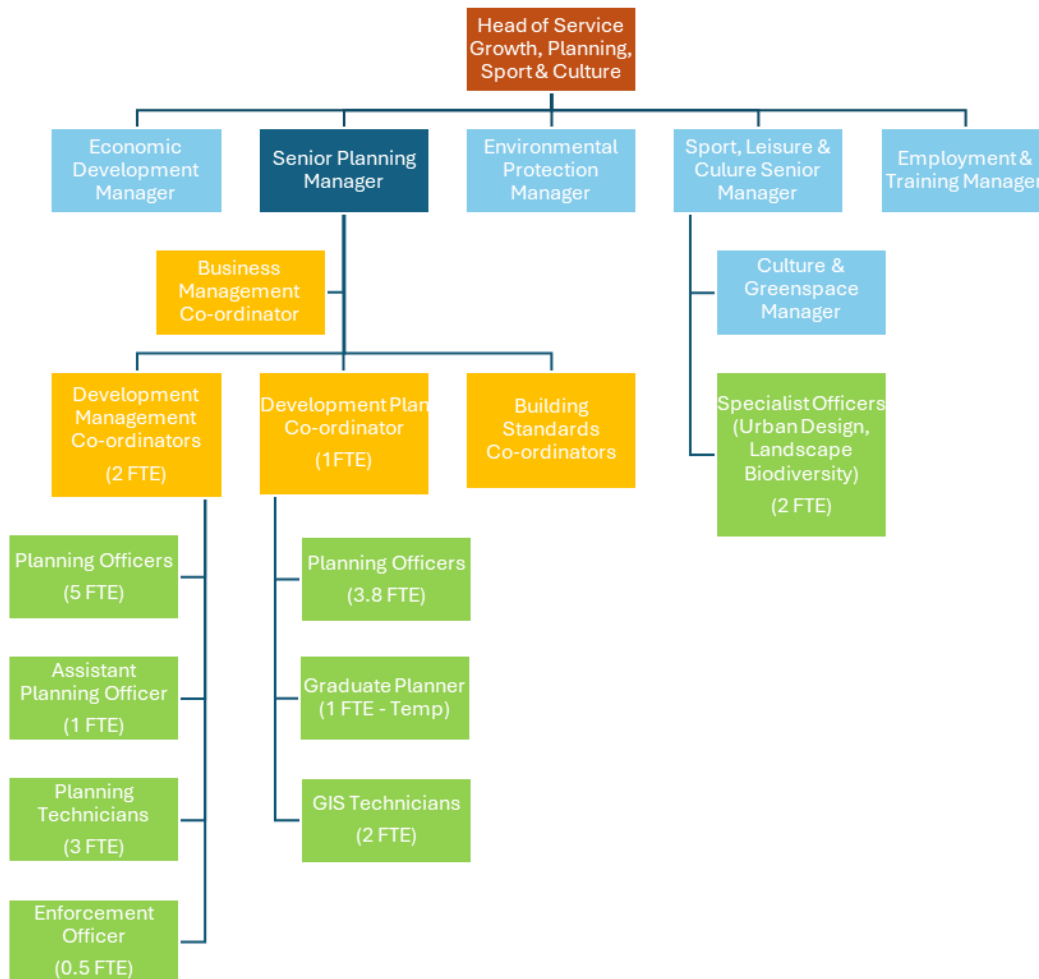 Head of Service
Growth, Planning,
Sport & Culture
Economic
Development
Manager
Senior Planning
Manager
Environmental
Protection
Manager
Sport, Leisure &
Culure Senior
Manager
Employment &
Training Manager
Business
Management
Co-ordinator
Culture &
Greenspace
Manager
Development
Management
Co-ordinators
(2 FTE)
Development Plan
Co-ordinator
(1FTE)
Building
Standards
Co-ordinators
Specialist Officers
(Urban Design,
Landscape
Biodiversity)
(2 FTE)
Planning Officers
(5 FTE)
Planning Officers
(3.8 FTE)
Assistant
Planning Officer
(1 FTE)
Graduate Planner
(1 FTE - Temp)
Planning
Technicians
(3 FTE)
GIS Technicians
(2 FTE)
Enforcement
Officer
(0.5 FTE)